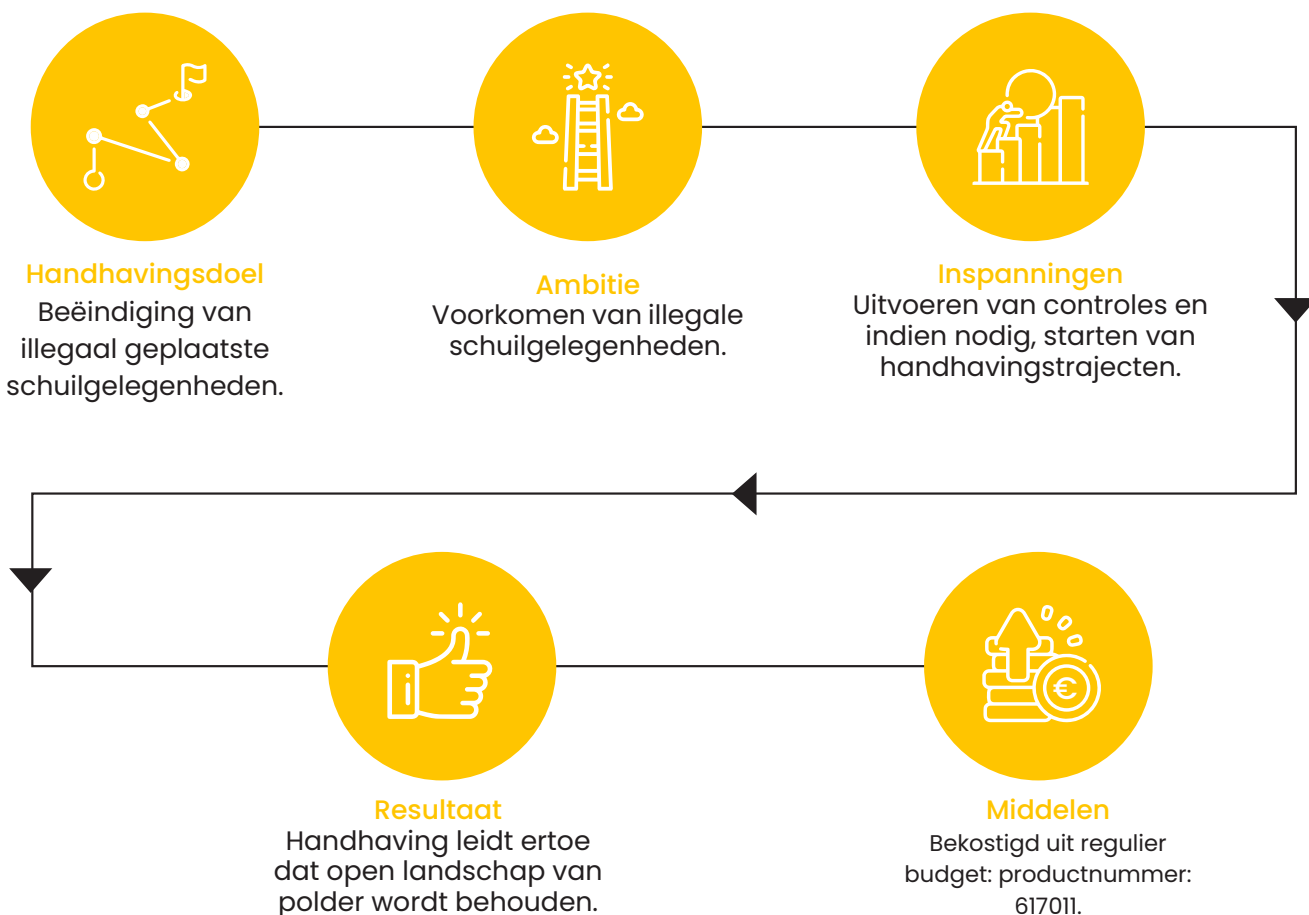 Handhavingsdoel
Beëindiging van
illegaal geplaatste
schuilgelegenheden.
Ambitie
Voorkomen van illegale
schuilgelegenheden.
Inspanningen
Uitvoeren van controles en
indien nodig, starten van
handhavingstrajecten.
Resultaat
Handhaving leidt ertoe
dat open landschap van
polder wordt behouden.
Middelen
Bekostigd uit regulier
budget: productnummer:
617011.